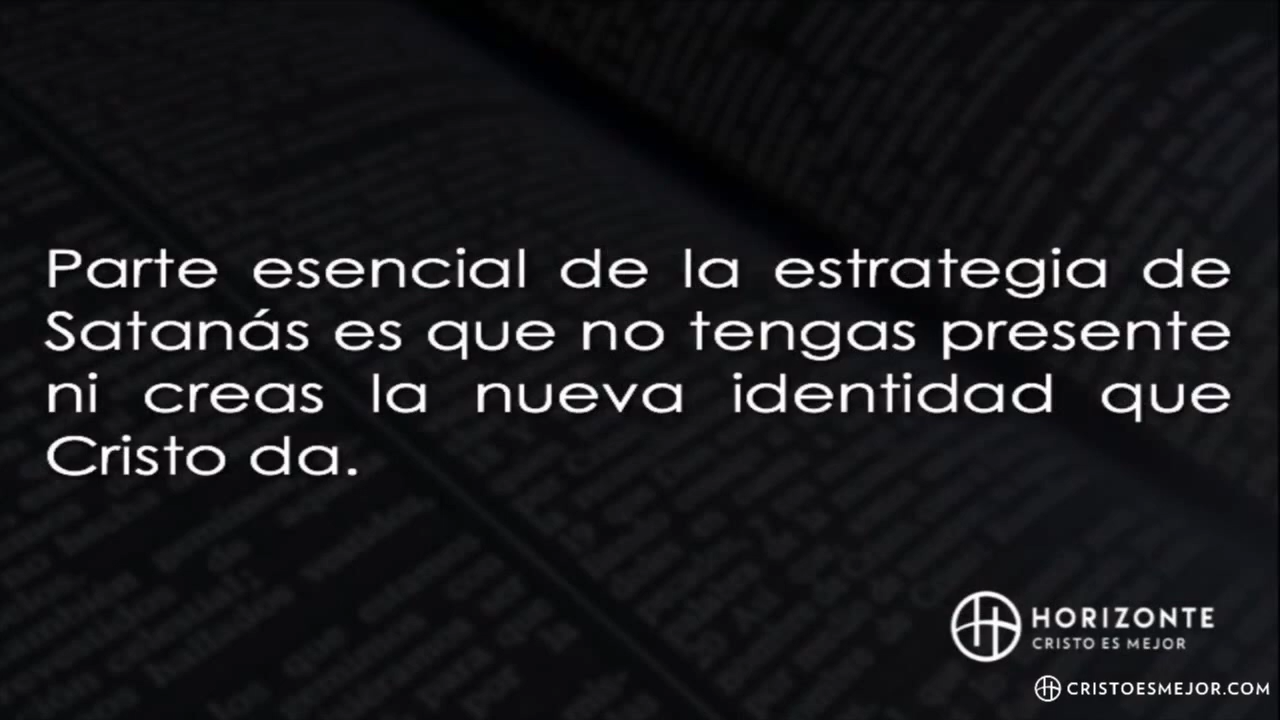 Parte esencial de la estrategia de
Satanás es que no tengas presente
ni creas la nueva identidad que
Cristo da.
HORIZONTE
CRISTO ES MEJOR
CRISTOESMEJOR.COM